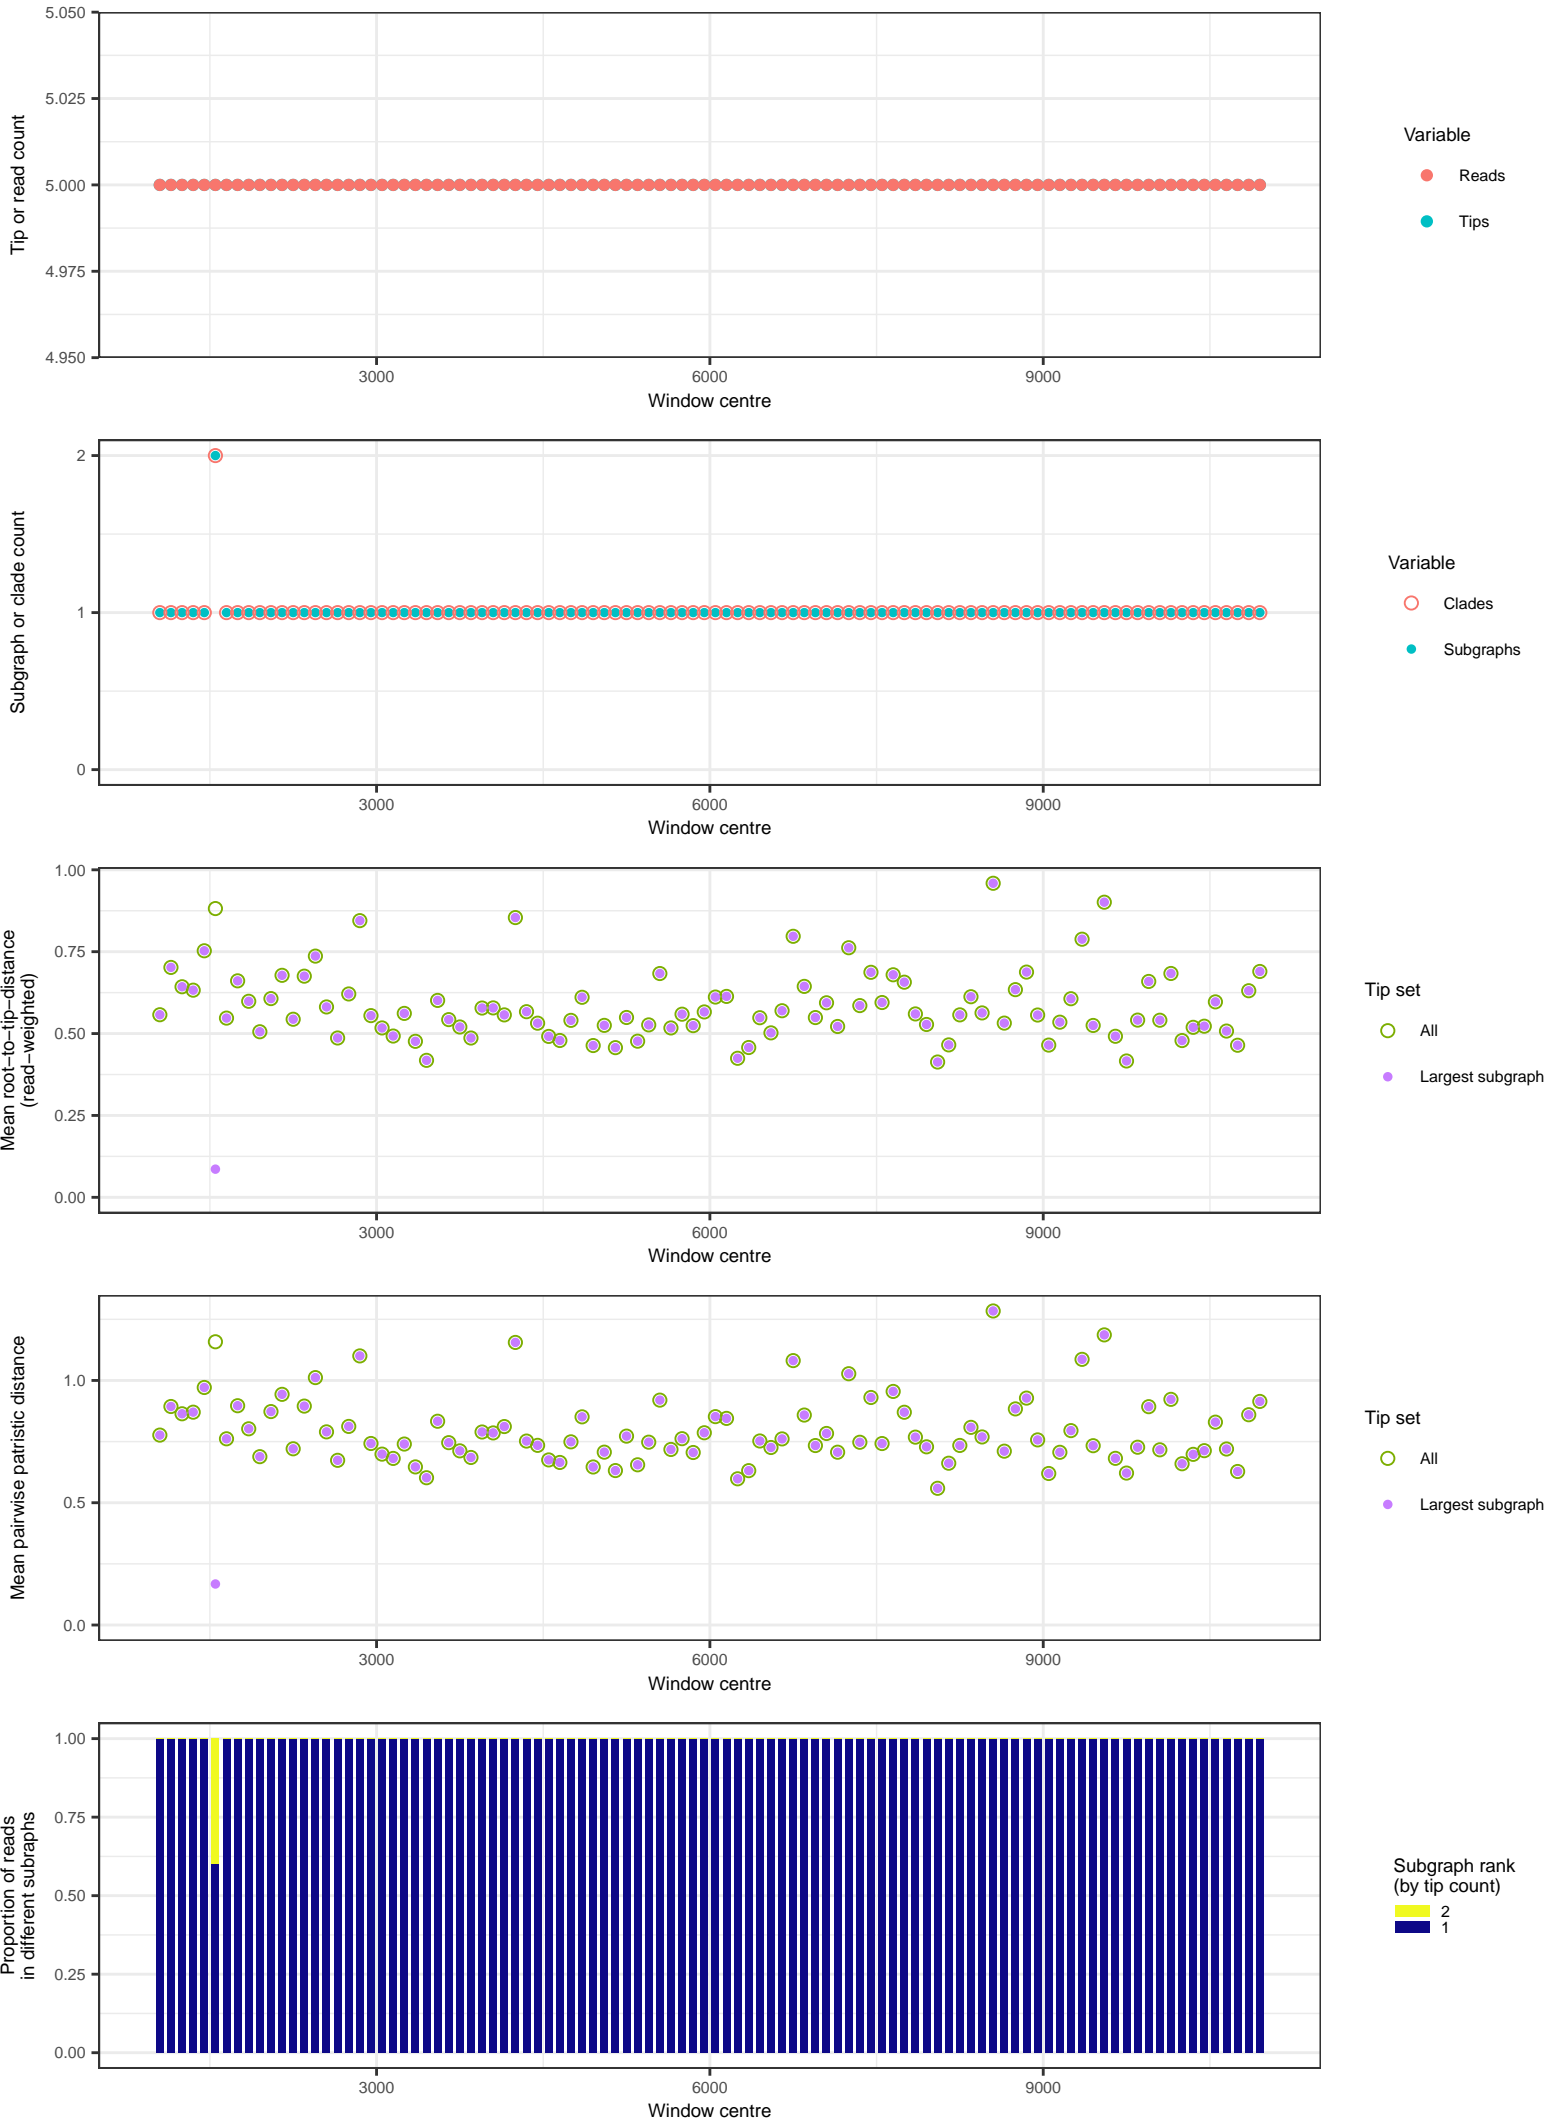 5.050
5.025
5.000
4.975
4.950
Tip or read count
3000 6000 9000
Window centre
Variable
Reads
Tips
2
1
0
Subgraph or clade count
3000 6000 9000
Window centre
Variable
Clades
Subgraphs
1.00
0.75
0.50
0.25
0.00
Mean root−to−tip−distance
(read−weighted)
3000 6000 9000
Window centre
Tip set
All
Largest subgraph
1.0
0.5
0.0
Mean pairwise patristic distance
3000 6000 9000
Window centre
Tip set
All
Largest subgraph
1.00
0.75
0.50
0.25
0.00
Proportion of reads
in different subraphs
3000 6000 9000
Window centre
Subgraph rank
(by tip count)
2
1